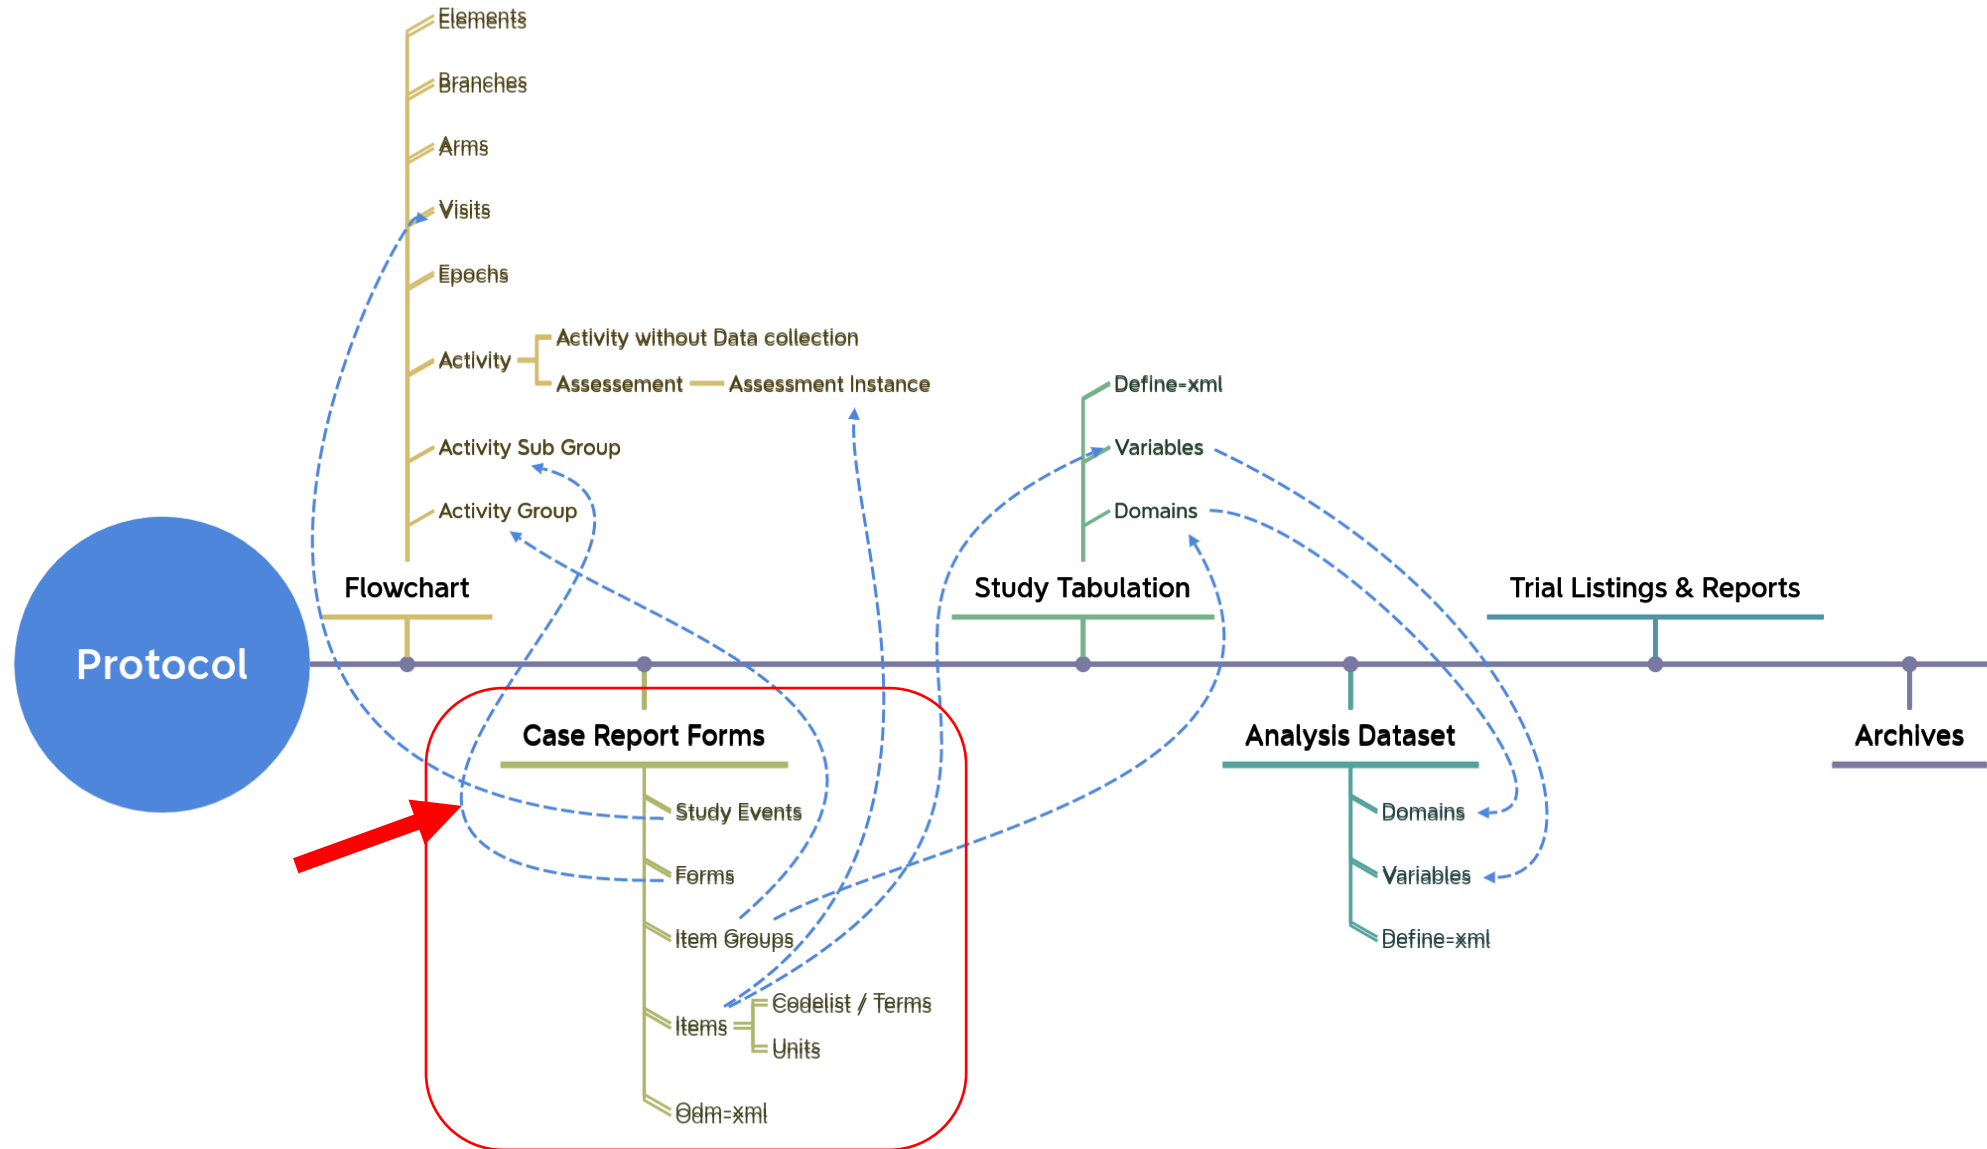 Elements
Branches
Arms
Visits
Epochs
Activity
Activity without Data collection
Assessement
Assessment Instance
Activity Sub Group
Activity Group
Flowchart
Protocol
Case Report Forms
Study Events
Forms
Item Groups
Items
Codelist / Terms
Units
Odm-xml
Define-xml
Variables
Domains
Study Tabulation
Analysis Dataset
Domains
Variables
Define-xml
Trial Listings & Reports
Archives